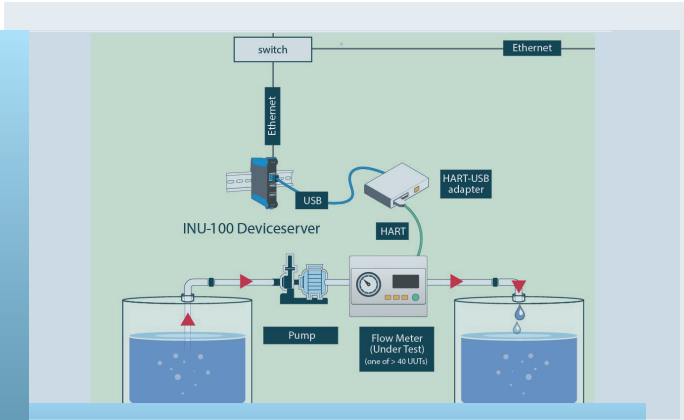 switch
Ethernet
Ethernet
HART-USB
adapter
USB
INU-100 Deviceserver
HART
Pump
Flow Meter
(Under Test)
(one of > 40 UUTs)